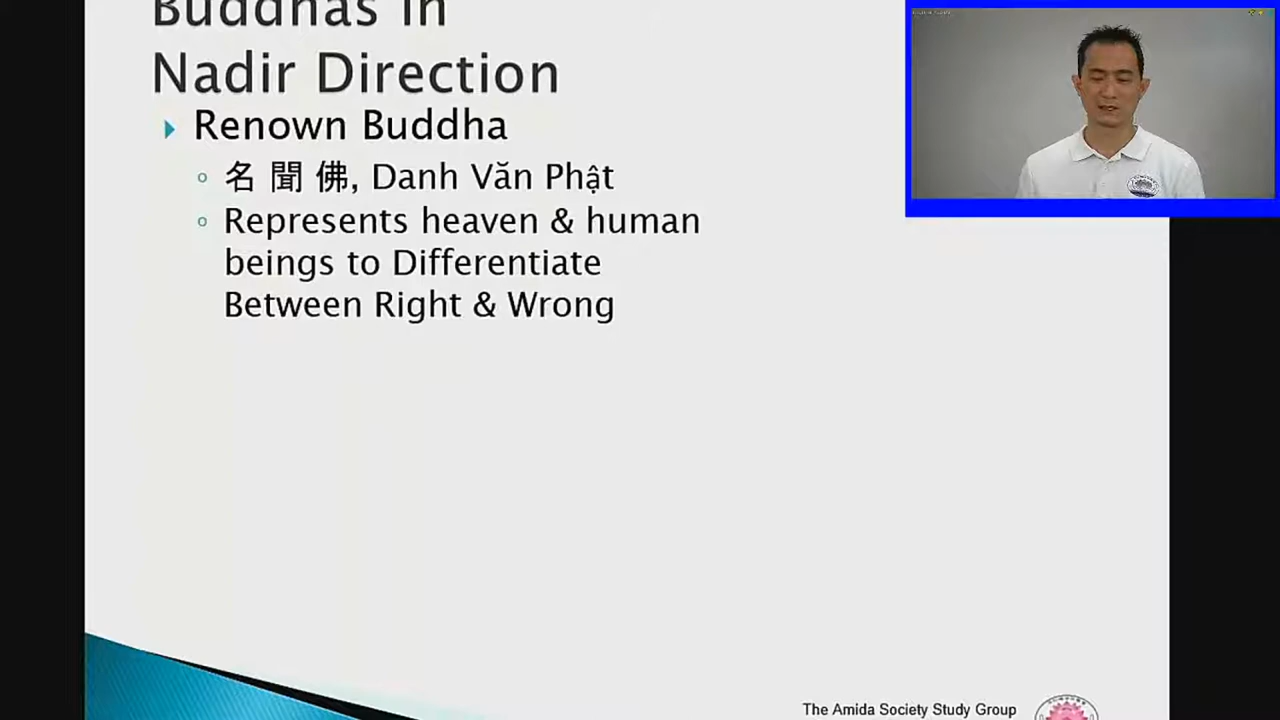 Buddhas in
Nadir Direction
Renown Buddha
名 聞 佛, Danh Văn Phật
Represents heaven & human
beings to Differentiate
Between Right & Wrong
The Amida Society Study Group